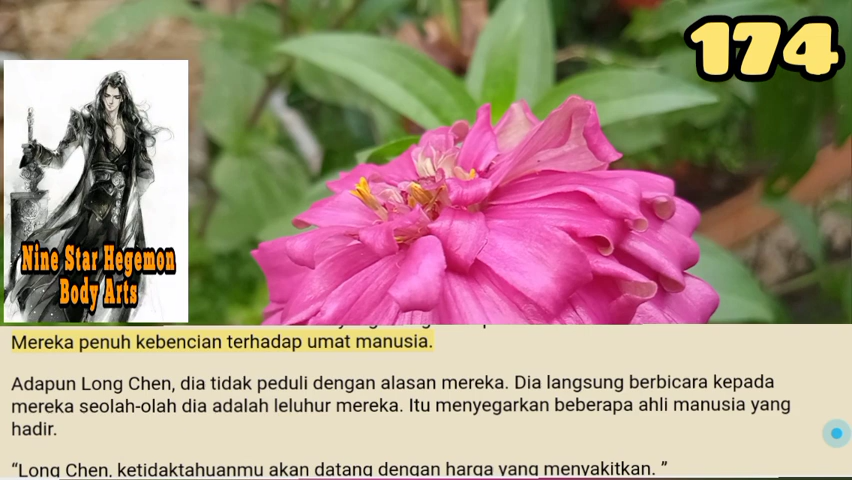 174
Nine Star Hegemon
Body Arts
Mereka penuh kebencian terhadap umat manusia.
Adapun Long Chen, dia tidak peduli dengan alasan mereka. Dia langsung berbicara kepada
mereka seolah-olah dia adalah leluhur mereka. Itu menyegarkan beberapa ahli manusia yang
hadir.
“Long Chen, ketidaktahuanmu akan datang dengan harga yang menyakitkan. ”